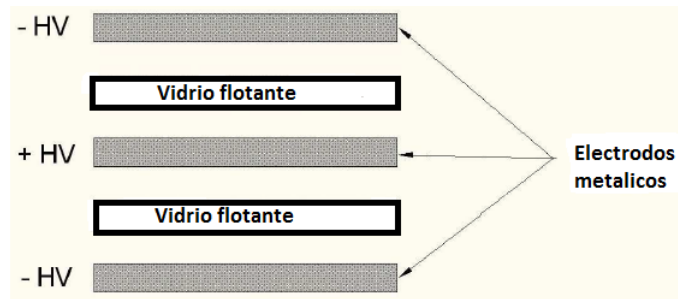 - HV
Vidrio flotante
+ HV
Electrodos
metalicos
Vidrio flotante
- HV